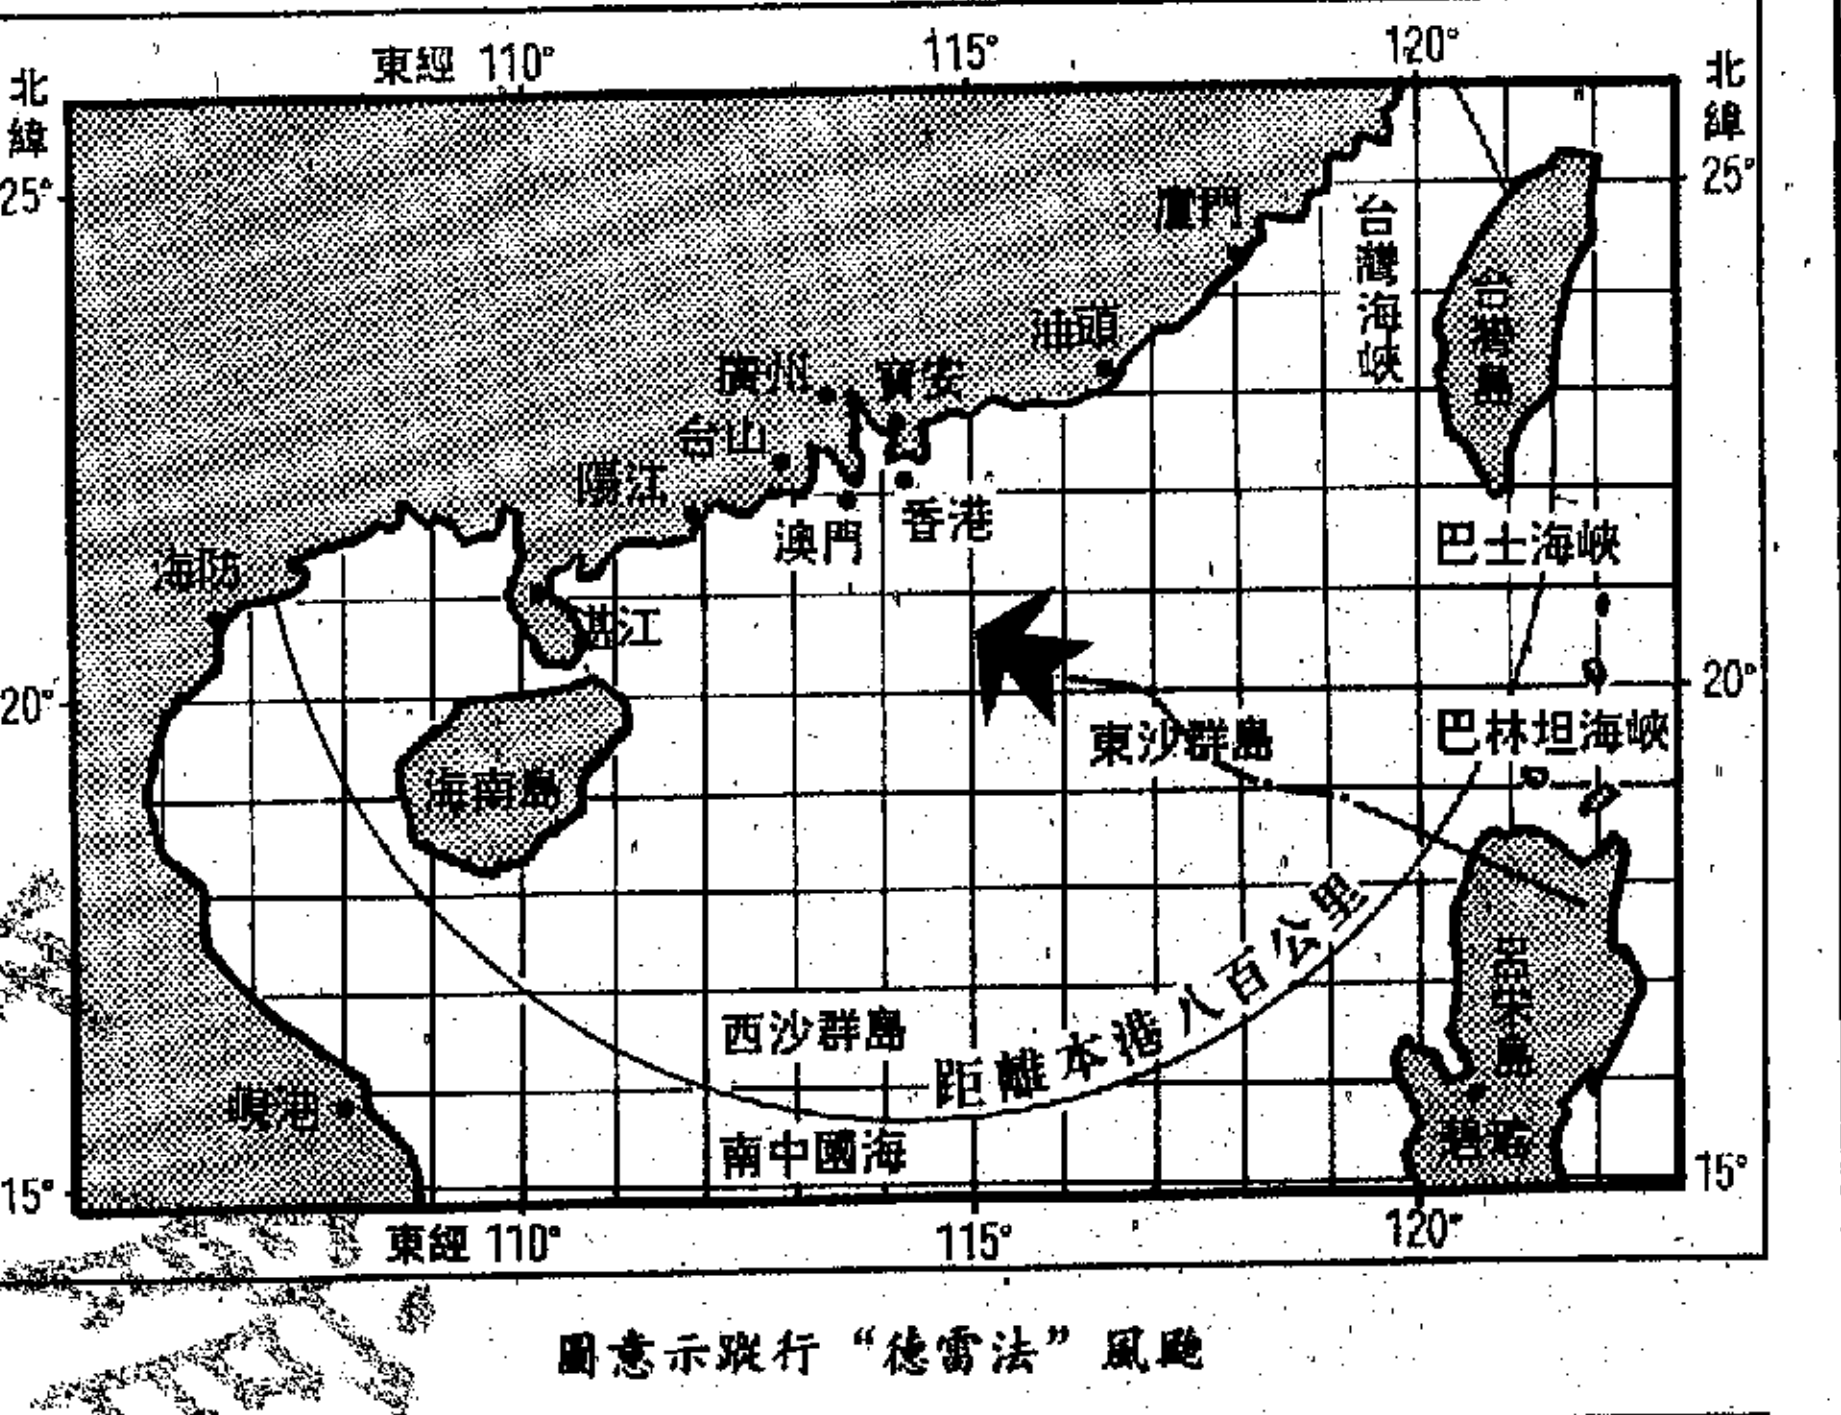 東經 110° 115° 120°
北緯 北緯
25° 25°
廈門
台灣海峽
台灣島
汕頭
廣州 寶安
台山
陽江
澳門 香港
巴士海峽
海防
湛江
20° 20°
東沙群島 巴林坦海峽
海南島
距離本港八百公里
呂宋島
西沙群島
峴港
碧瑤
南中國海
15° 15°
東經 110° 115° 120°
圖意示蹤行“德雷法”風颱